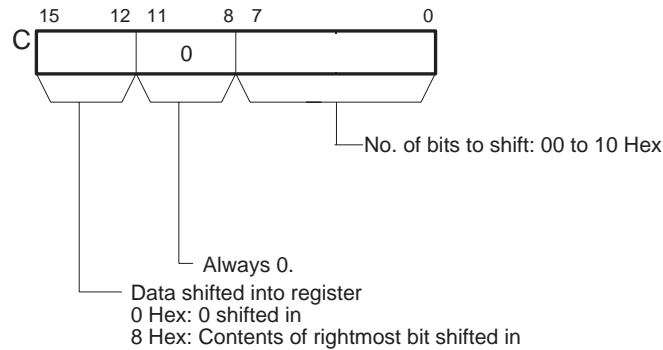 15 12 11 8 7 0
C
0
No. of bits to shift: 00 to 10 Hex
Always 0.
Data shifted into register
0 Hex: 0 shifted in
8 Hex: Contents of rightmost bit shifted in